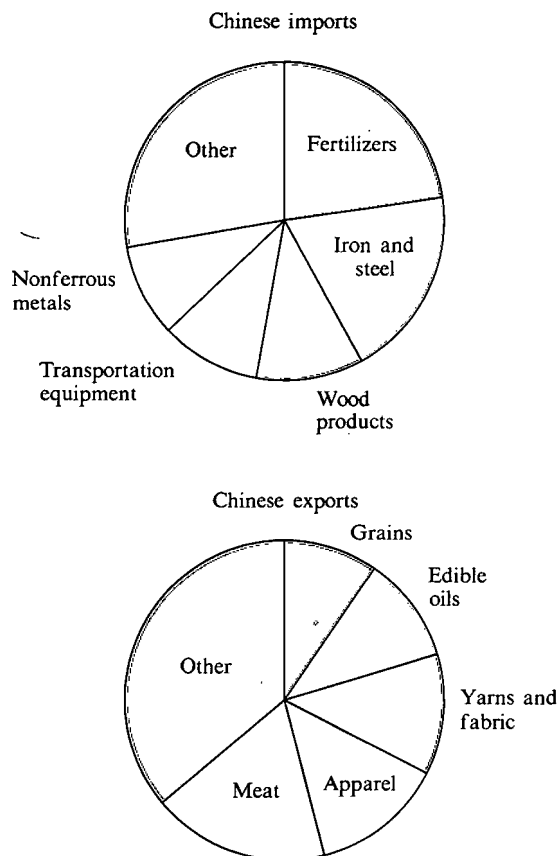 Chinese imports
Other
Fertilizers
Iron and
steel
Nonferrous
metals
Transportation
equipment
Wood
products
Chinese exports
Grains
Edible
oils
Other
Yarns and
fabric
Meat
Apparel